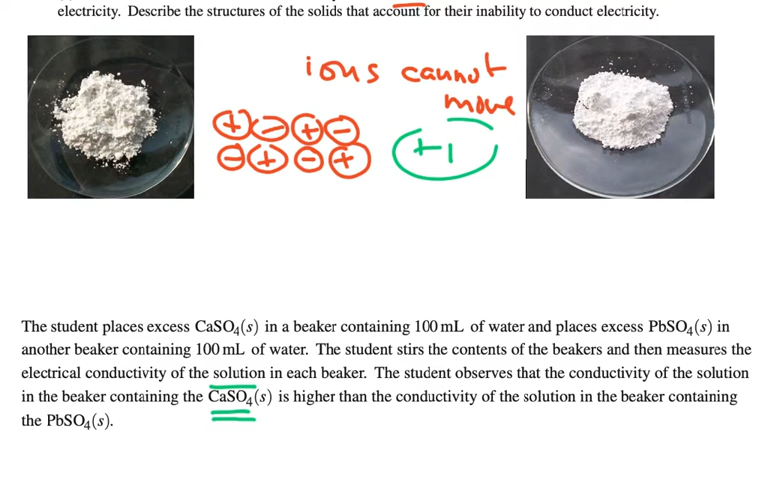 electricity. Describe the structures of the solids that account for their inability to conduct electricity.
ions cannot
move
+ - + -
- + - +
+1
The student places excess CaSO₄(s) in a beaker containing 100 mL of water and places excess PbSO₄(s) in
another beaker containing 100 mL of water. The student stirs the contents of the beakers and then measures the
electrical conductivity of the solution in each beaker. The student observes that the conductivity of the solution
in the beaker containing the CaSO₄(s) is higher than the conductivity of the solution in the beaker containing
the PbSO₄(s).